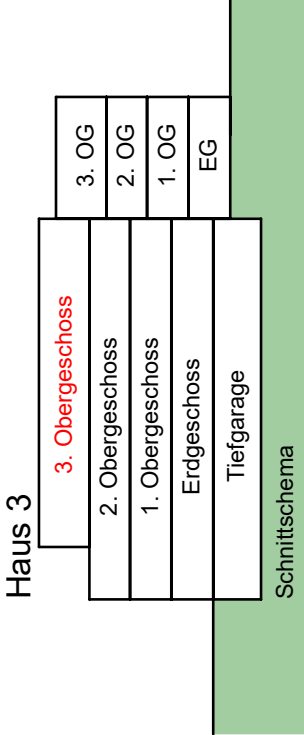 Haus 3
3. Obergeschoss
3. OG
2. Obergeschoss
2. OG
1. Obergeschoss
1. OG
Erdgeschoss
EG
Tiefgarage
Schnittschema